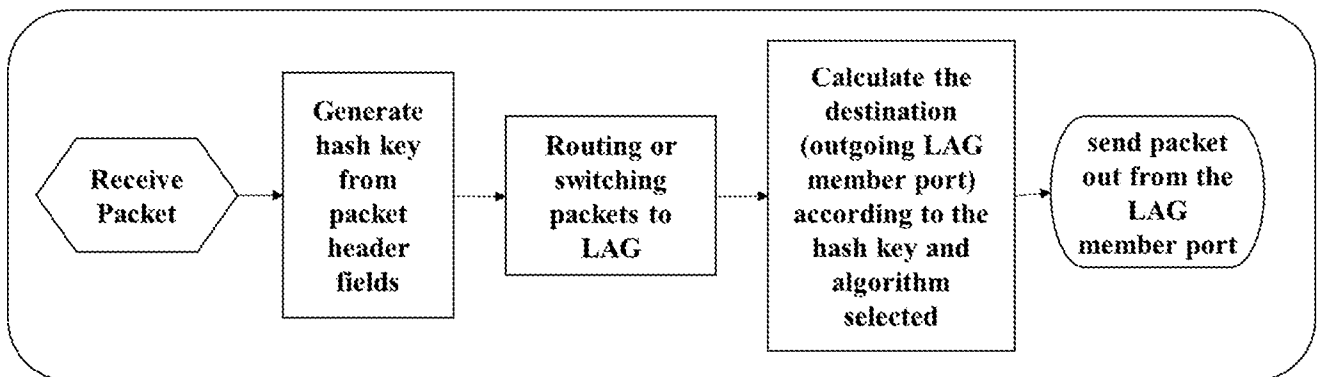 Receive
Packet
Generate
hash key
from
packet
header
fields
Routing or
switching
packets to
LAG
Calculate the
destination
(outgoing LAG
member port)
according to the
hash key and
algorithm
selected
send packet
out from the
LAG
member port